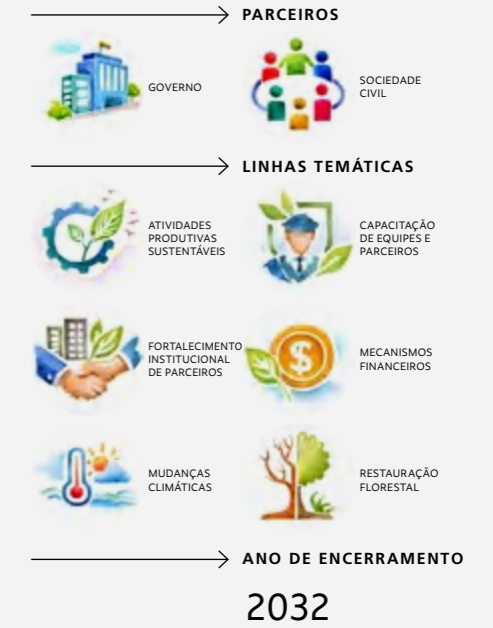 PARCEIROS
GOVERNO
SOCIEDADE
CIVIL
LINHAS TEMÁTICAS
ATIVIDADES
PRODUTIVAS
SUSTENTÁVEIS
CAPACITAÇÃO
DE EQUIPES E
PARCEIROS
FORTALECIMENTO
INSTITUCIONAL
DE PARCEIROS
$
MECANISMOS
FINANCEIROS
MUDANÇAS
CLIMÁTICAS
RESTAURAÇÃO
FLORESTAL
ANO DE ENCERRAMENTO
2032